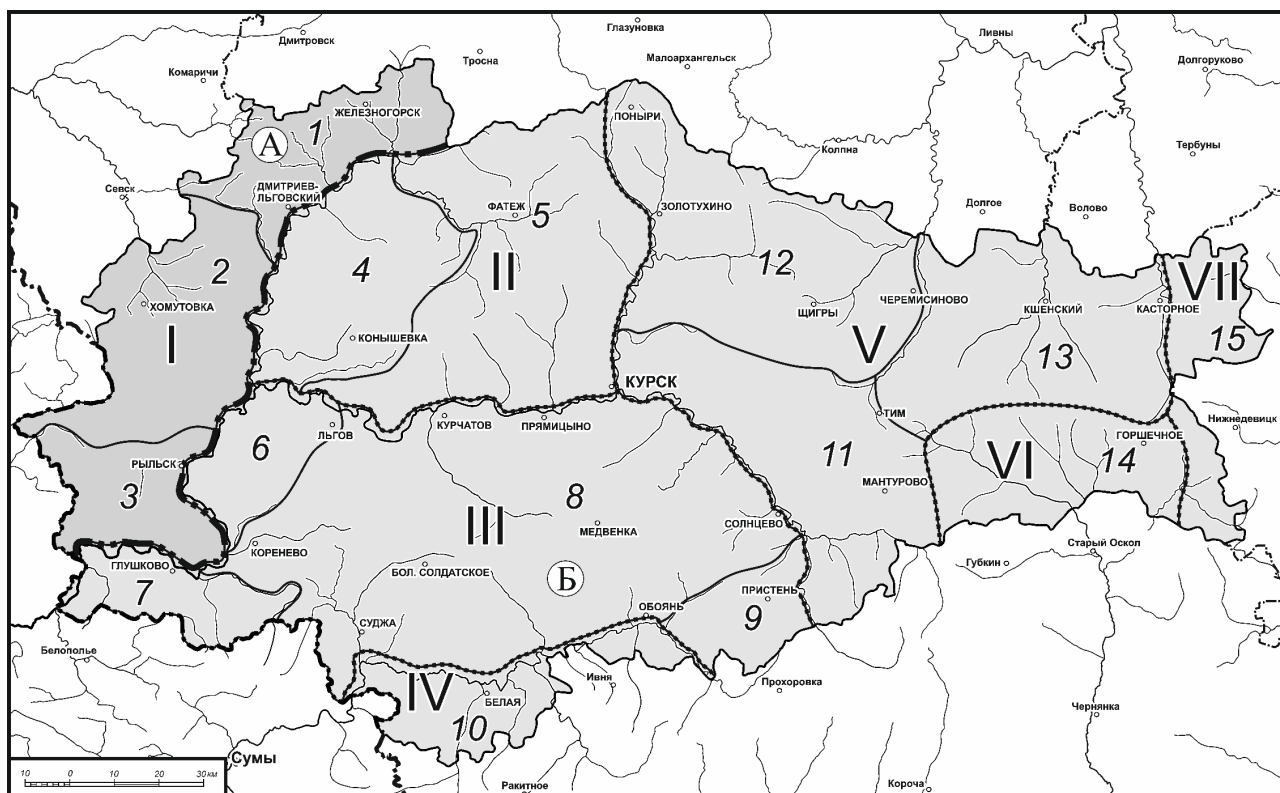 Глазуновка
Дмитровск
Ливны
Тросна
Малоархангельск
Комаричи
Долгоруково
ЖЕЛЕЗНОГОРСК
ПОНЫРИ
1
А
Колпна
Тербуны
Севск
ДМИТРИЕВ-
ЛЬГОВСКИЙ
ФАТЕЖ
5
ЗОЛОТУХИНО
Долгое
Волово
2
4
II
12
VII
ХОМУТОВКА
ЧЕРЕМИСИНОВО
ЩИГРЫ
КШЕНСКИЙ
КАСТОРНОЕ
I
КОНЫШЕВКА
V
13
15
КУРСК
ТИМ
КУРЧАТОВ
ПРЯМИЦЫНО
Нижнедевицк
ЛЬГОВ
6
ГОРШЕЧНОЕ
РЫЛЬСК
11
VI
14
3
8
МАНТУРОВО
III
СОЛНЦЕВО
МЕДВЕНКА
КОРЕНЕВО
Старый Оскол
ГЛУШКОВО
БОЛ. СОЛДАТСКОЕ
Губкин
Б
7
ПРИСТЕНЬ
ОБОЯНЬ
9
СУДЖА
Белополье
Ивня
Прохоровка
IV
БЕЛАЯ
10
Чернянка
Сумы
10 0 10 20 30 км
Ракитное
Короча